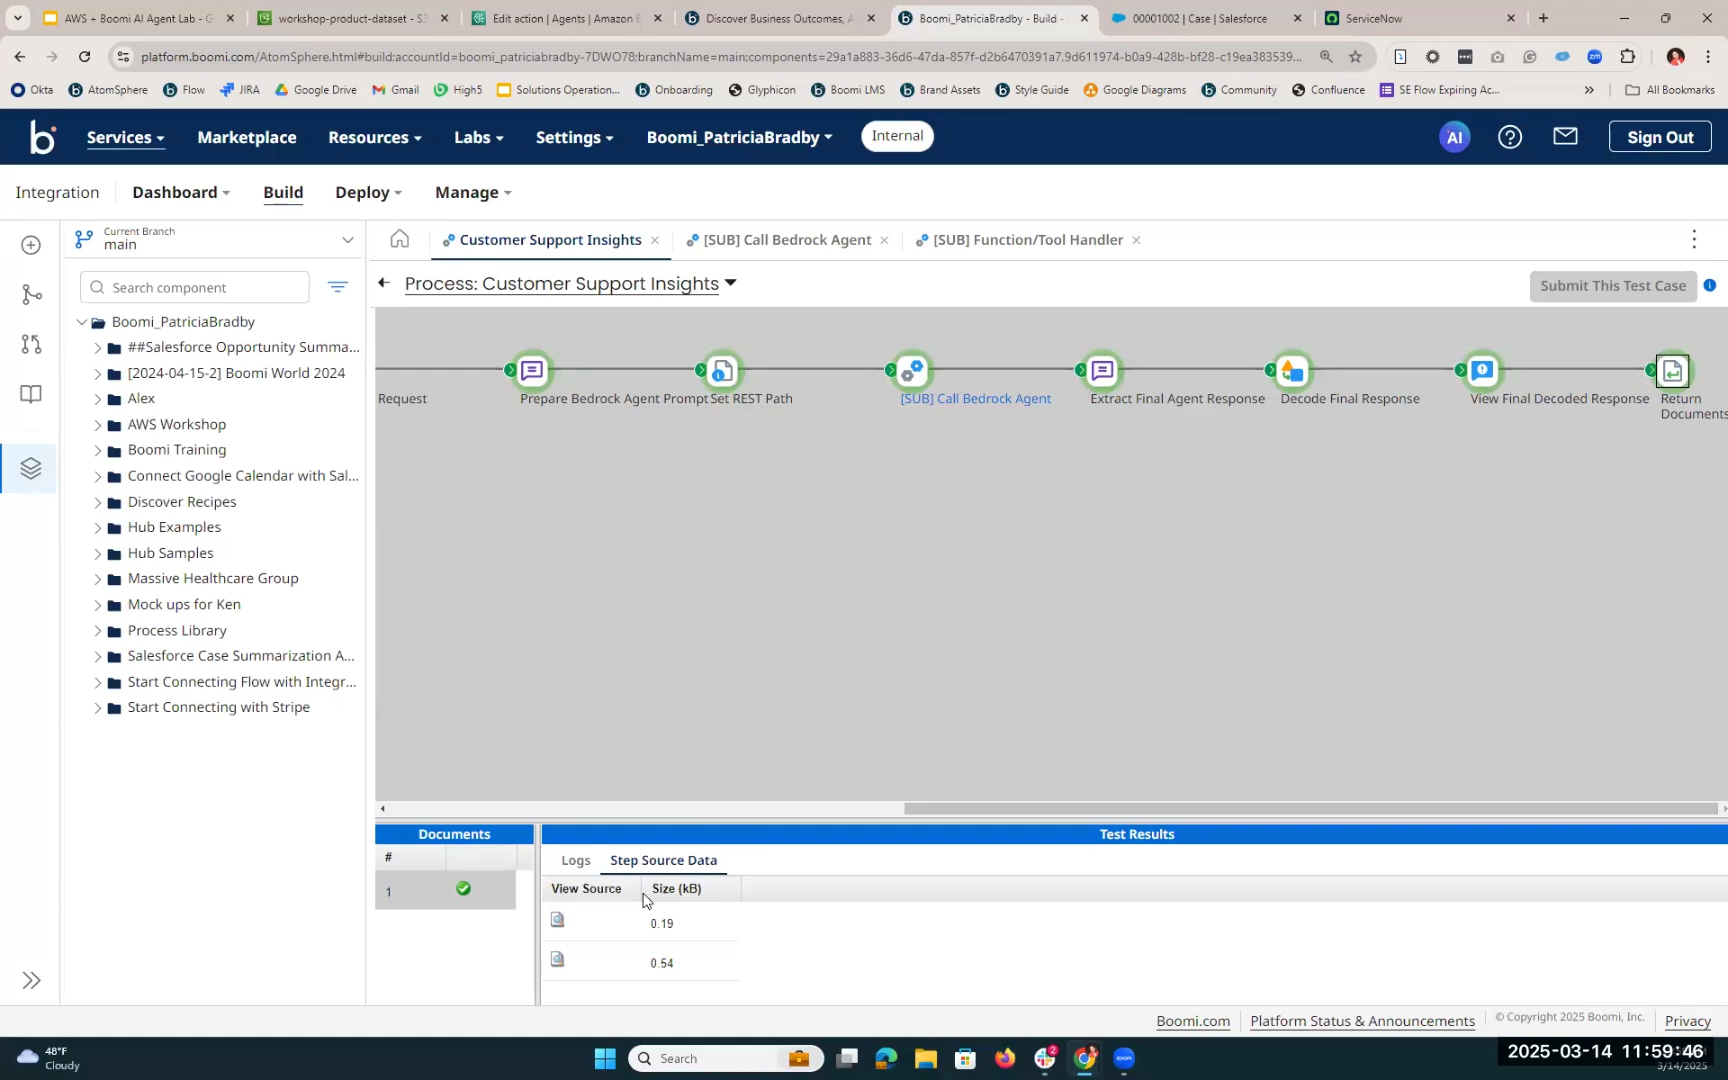 AWS + Boomi AI Agent Lab - G
workshop-product-dataset - S3
Edit action | Agents | Amazon
Discover Business Outcomes, A
Boomi_PatriciaBradby - Build -
00001002 | Case | Salesforce
ServiceNow
platform.boomi.com/AtomSphere.html#build;accountId=boomi_patriciabradby-7DWO78;branchName=main;components=29a1a883-36d6-47da-857f-d2b6470391a7,9d611974-b0a9-428b-bf28-c19ea383539...
Okta
AtomSphere
Flow
JIRA
Google Drive
Gmail
High5
Solutions Operation...
Onboarding
Glyphicon
Boomi LMS
Brand Assets
Style Guide
Google Diagrams
Community
Confluence
SE Flow Expiring Ac...
All Bookmarks
b
Services
Marketplace
Resources
Labs
Settings
Boomi_PatriciaBradby
Internal
AI
Sign Out
Integration
Dashboard
Build
Deploy
Manage
Current Branch
main
Customer Support Insights
[SUB] Call Bedrock Agent
[SUB] Function/Tool Handler
Search component
Process: Customer Support Insights
Submit This Test Case
Boomi_PatriciaBradby
##Salesforce Opportunity Summa...
[2024-04-15-2] Boomi World 2024
Alex
AWS Workshop
Boomi Training
Connect Google Calendar with Sal...
Discover Recipes
Hub Examples
Hub Samples
Massive Healthcare Group
Mock ups for Ken
Process Library
Salesforce Case Summarization A...
Start Connecting Flow with Integr...
Start Connecting with Stripe
Request
Prepare Bedrock Agent Prompt
Set REST Path
[SUB] Call Bedrock Agent
Extract Final Agent Response
Decode Final Response
View Final Decoded Response
Return
Documents
Documents
#
1
Test Results
Logs
Step Source Data
View Source
Size (kB)
0.19
0.54
Boomi.com
Platform Status & Announcements
© Copyright 2025 Boomi, Inc.
Privacy
48°F
Cloudy
Search
2
zoom
2025-03-14 11:59:46
3/14/2025